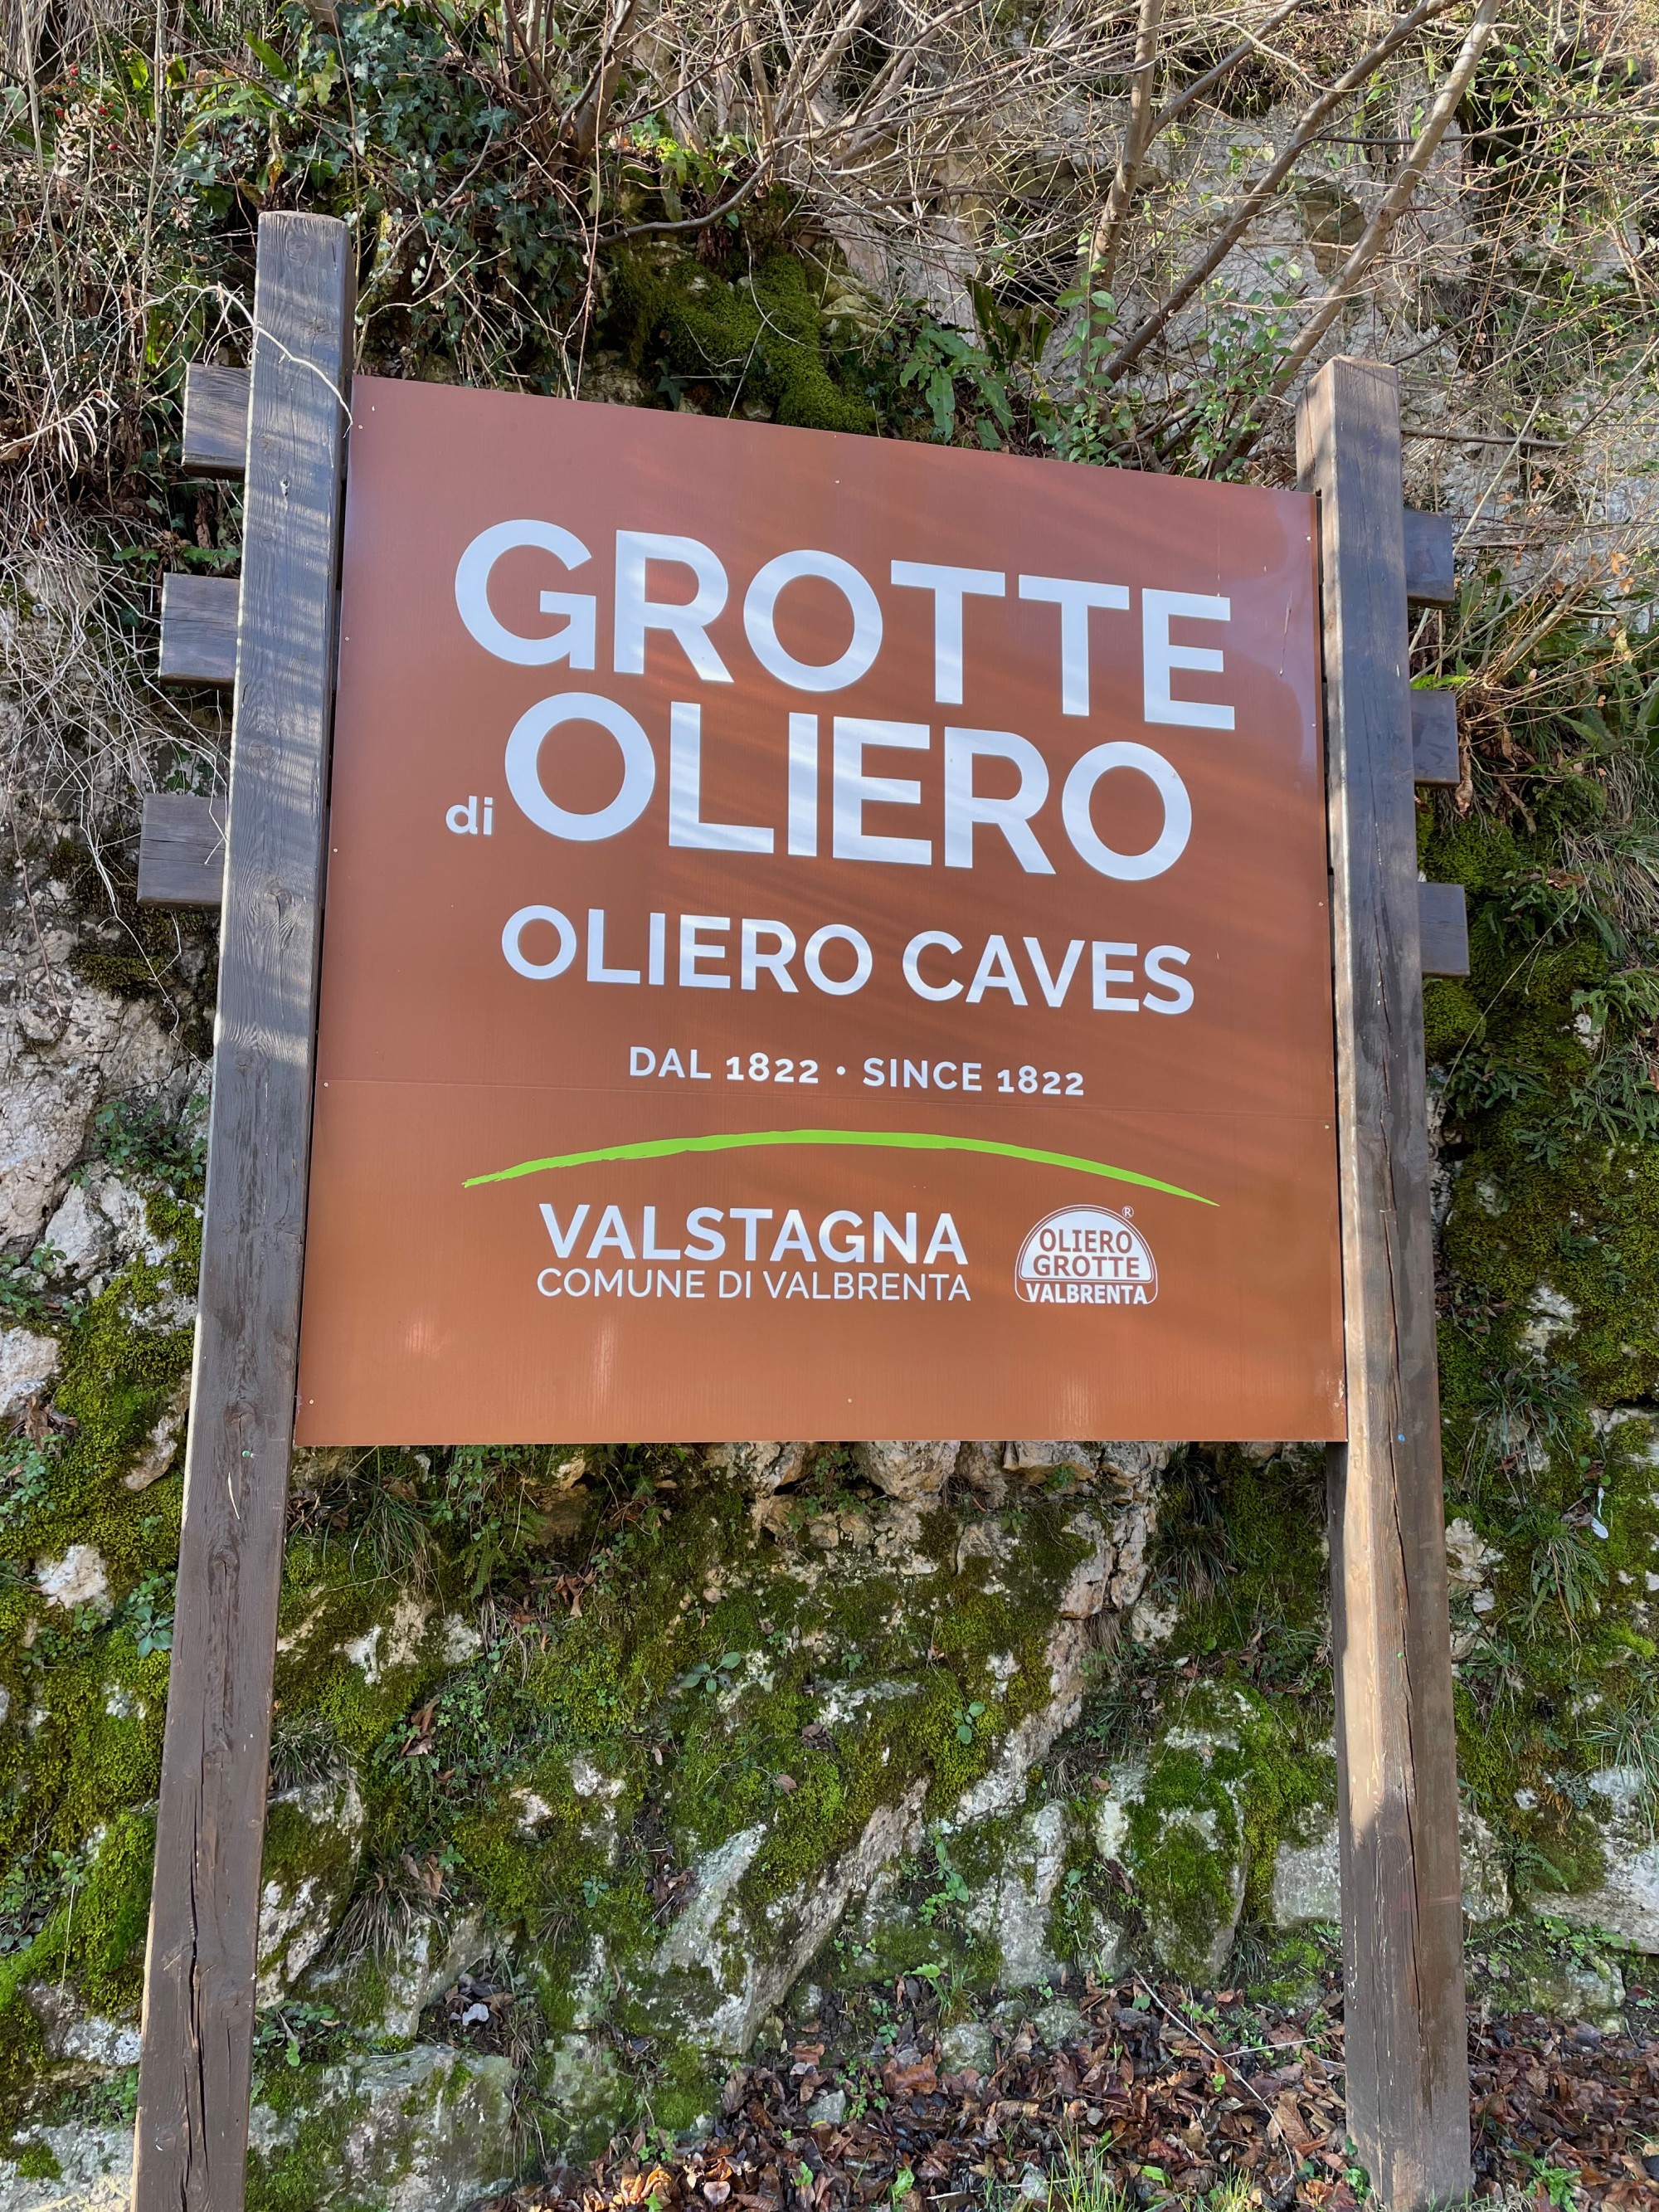 GROTTE
di OLIERO
OLIERO CAVES
DAL 1822 • SINCE 1822
VALSTAGNA
COMUNE DI VALBRENTA
OLIERO ®
GROTTE
VALBRENTA